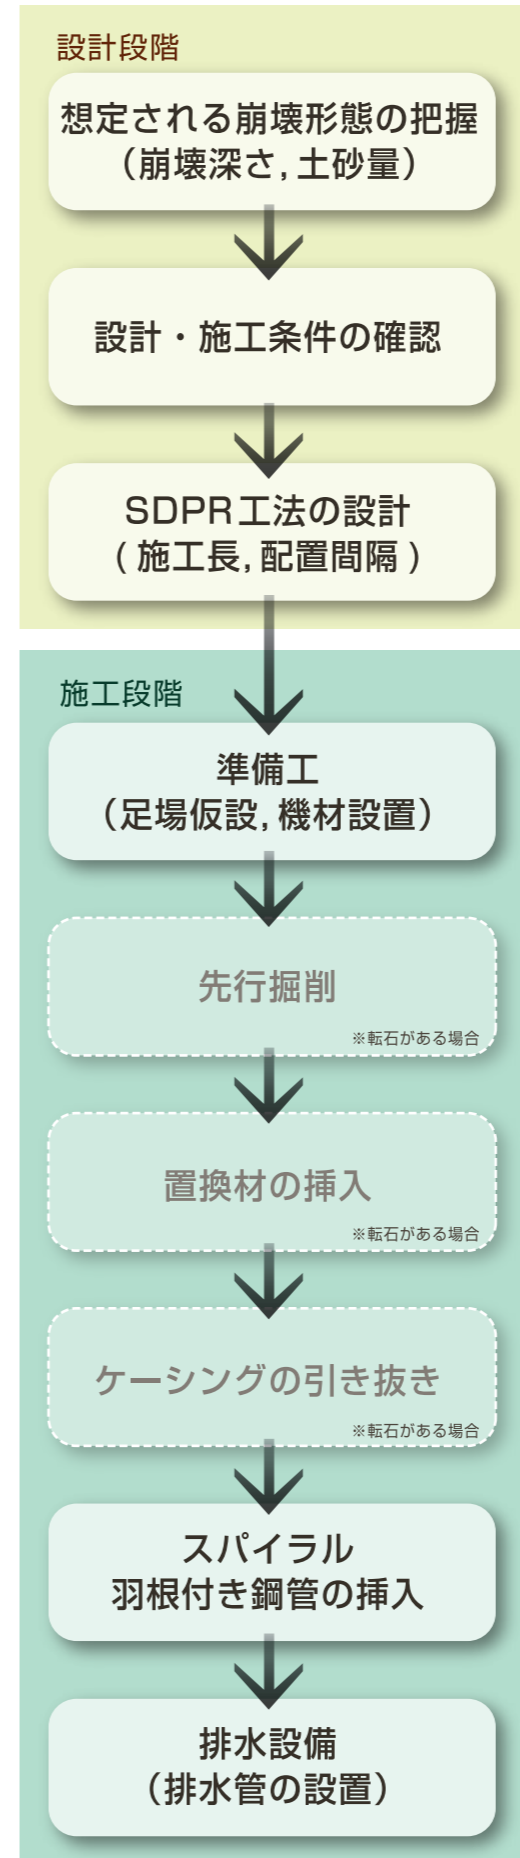 設計段階
想定される崩壊形態の把握
（崩壊深さ,土砂量）
設計・施工条件の確認
SDPR工法の設計
(施工長,配置間隔)
施工段階
準備工
（足場仮設,機材設置）
先行掘削
※転石がある場合
置換材の挿入
※転石がある場合
ケーシングの引き抜き
※転石がある場合
スパイラル
羽根付き鋼管の挿入
排水設備
（排水管の設置）